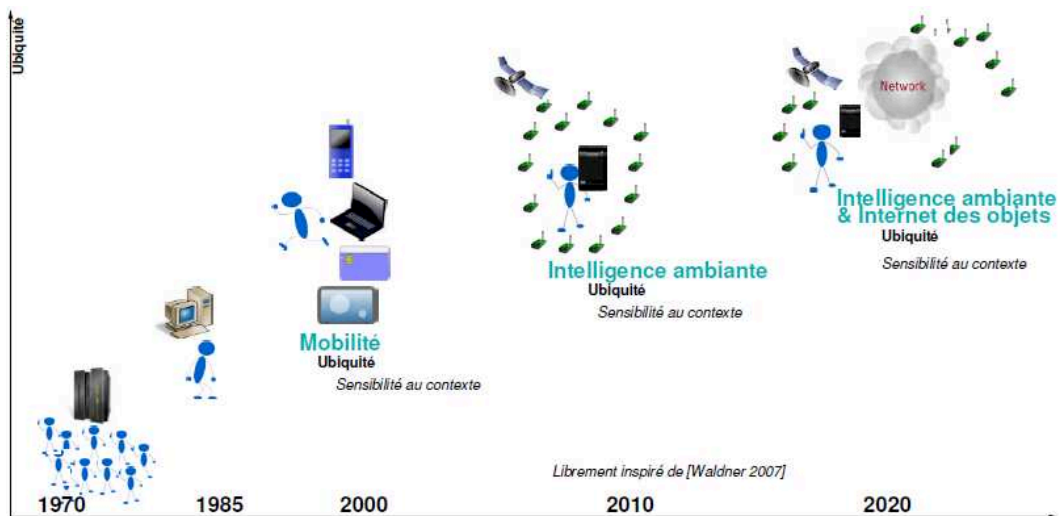 Ubiquité
Network
Intelligence ambiante
& Internet des objets
Ubiquité
Sensibilité au contexte
Intelligence ambiante
Ubiquité
Sensibilité au contexte
Mobilité
Ubiquité
Sensibilité au contexte
Librement inspiré de [Waldner 2007]
1970 1985 2000 2010 2020